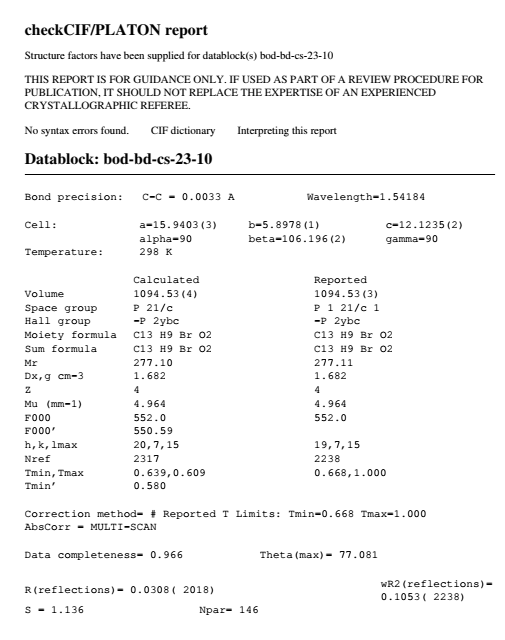 checkCIF/PLATON report
Structure factors have been supplied for datablock(s) bod-bd-cs-23-10
THIS REPORT IS FOR GUIDANCE ONLY. IF USED AS PART OF A REVIEW PROCEDURE FOR
PUBLICATION, IT SHOULD NOT REPLACE THE EXPERTISE OF AN EXPERIENCED
CRYSTALLOGRAPHIC REFEREE.
No syntax errors found. CIF dictionary Interpreting this report
Datablock: bod-bd-cs-23-10
Bond precision: C-C = 0.0033 A Wavelength=1.54184
Cell: a=15.9403(3) b=5.8978(1) c=12.1235(2)
alpha=90 beta=106.196(2) gamma=90
Temperature: 298 K
Calculated Reported
Volume 1094.53(4) 1094.53(3)
Space group P 21/c P 1 21/c 1
Hall group -P 2ybc -P 2ybc
Moiety formula C13 H9 Br O2 C13 H9 Br O2
Sum formula C13 H9 Br O2 C13 H9 Br O2
Mr 277.10 277.11
Dx,g cm-3 1.682 1.682
Z 4 4
Mu (mm-1) 4.964 4.964
F000 552.0 552.0
F000' 550.59
h,k,lmax 20,7,15 19,7,15
Nref 2317 2238
Tmin,Tmax 0.639,0.609 0.668,1.000
Tmin' 0.580
Correction method= # Reported T Limits: Tmin=0.668 Tmax=1.000
AbsCorr = MULTI-SCAN
Data completeness= 0.966 Theta(max)= 77.081
R(reflections)= 0.0308( 2018) wR2(reflections)=
0.1053( 2238)
S = 1.136 Npar= 146